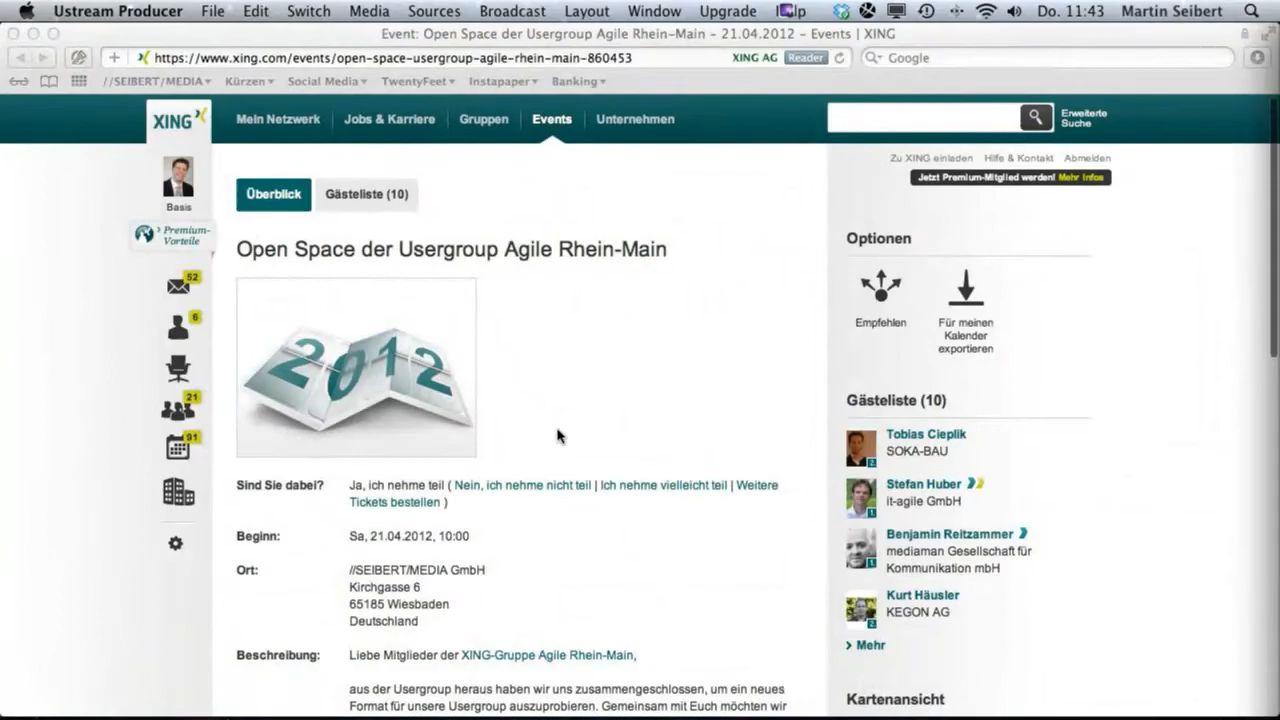 Ustream Producer File Edit Switch Media Sources Broadcast Layout Window Upgrade Do. 11:43 Martin Seibert
Event: Open Space der Usergroup Agile Rhein-Main - 21.04.2012 - Events | XING
https://www.xing.com/events/open-space-usergroup-agile-rhein-main-860453 XING AG Reader Google
//SEIBERT/MEDIA Kürzen Social Media TwentyFeet Instapaper Banking
XING Mein Netzwerk Jobs & Karriere Gruppen Events Unternehmen
Erweiterte
Suche
Zu XING einladen Hilfe & Kontakt Abmelden
Jetzt Premium-Mitglied werden! Mehr Infos
Basis
Premium-
Vorteile
52
6
21
91
Überblick Gästeliste (10)
Open Space der Usergroup Agile Rhein-Main
2012
Sind Sie dabei? Ja, ich nehme teil ( Nein, ich nehme nicht teil | Ich nehme vielleicht teil | Weitere
Tickets bestellen )
Beginn: Sa, 21.04.2012, 10:00
Ort: //SEIBERT/MEDIA GmbH
Kirchgasse 6
65185 Wiesbaden
Deutschland
Beschreibung: Liebe Mitglieder der XING-Gruppe Agile Rhein-Main,
aus der Usergroup heraus haben wir uns zusammengeschlossen, um ein neues
Format für unsere Usergroup auszuprobieren. Gemeinsam mit Euch möchten wir
Optionen
Empfehlen
Für meinen
Kalender
exportieren
Gästeliste (10)
Tobias Cieplik
SOKA-BAU
2.
Stefan Huber
it-agile GmbH
1.
Benjamin Reitzammer
mediaman Gesellschaft für
Kommunikation mbH
1.
Kurt Häusler
KEGON AG
2.
Mehr
Kartenansicht